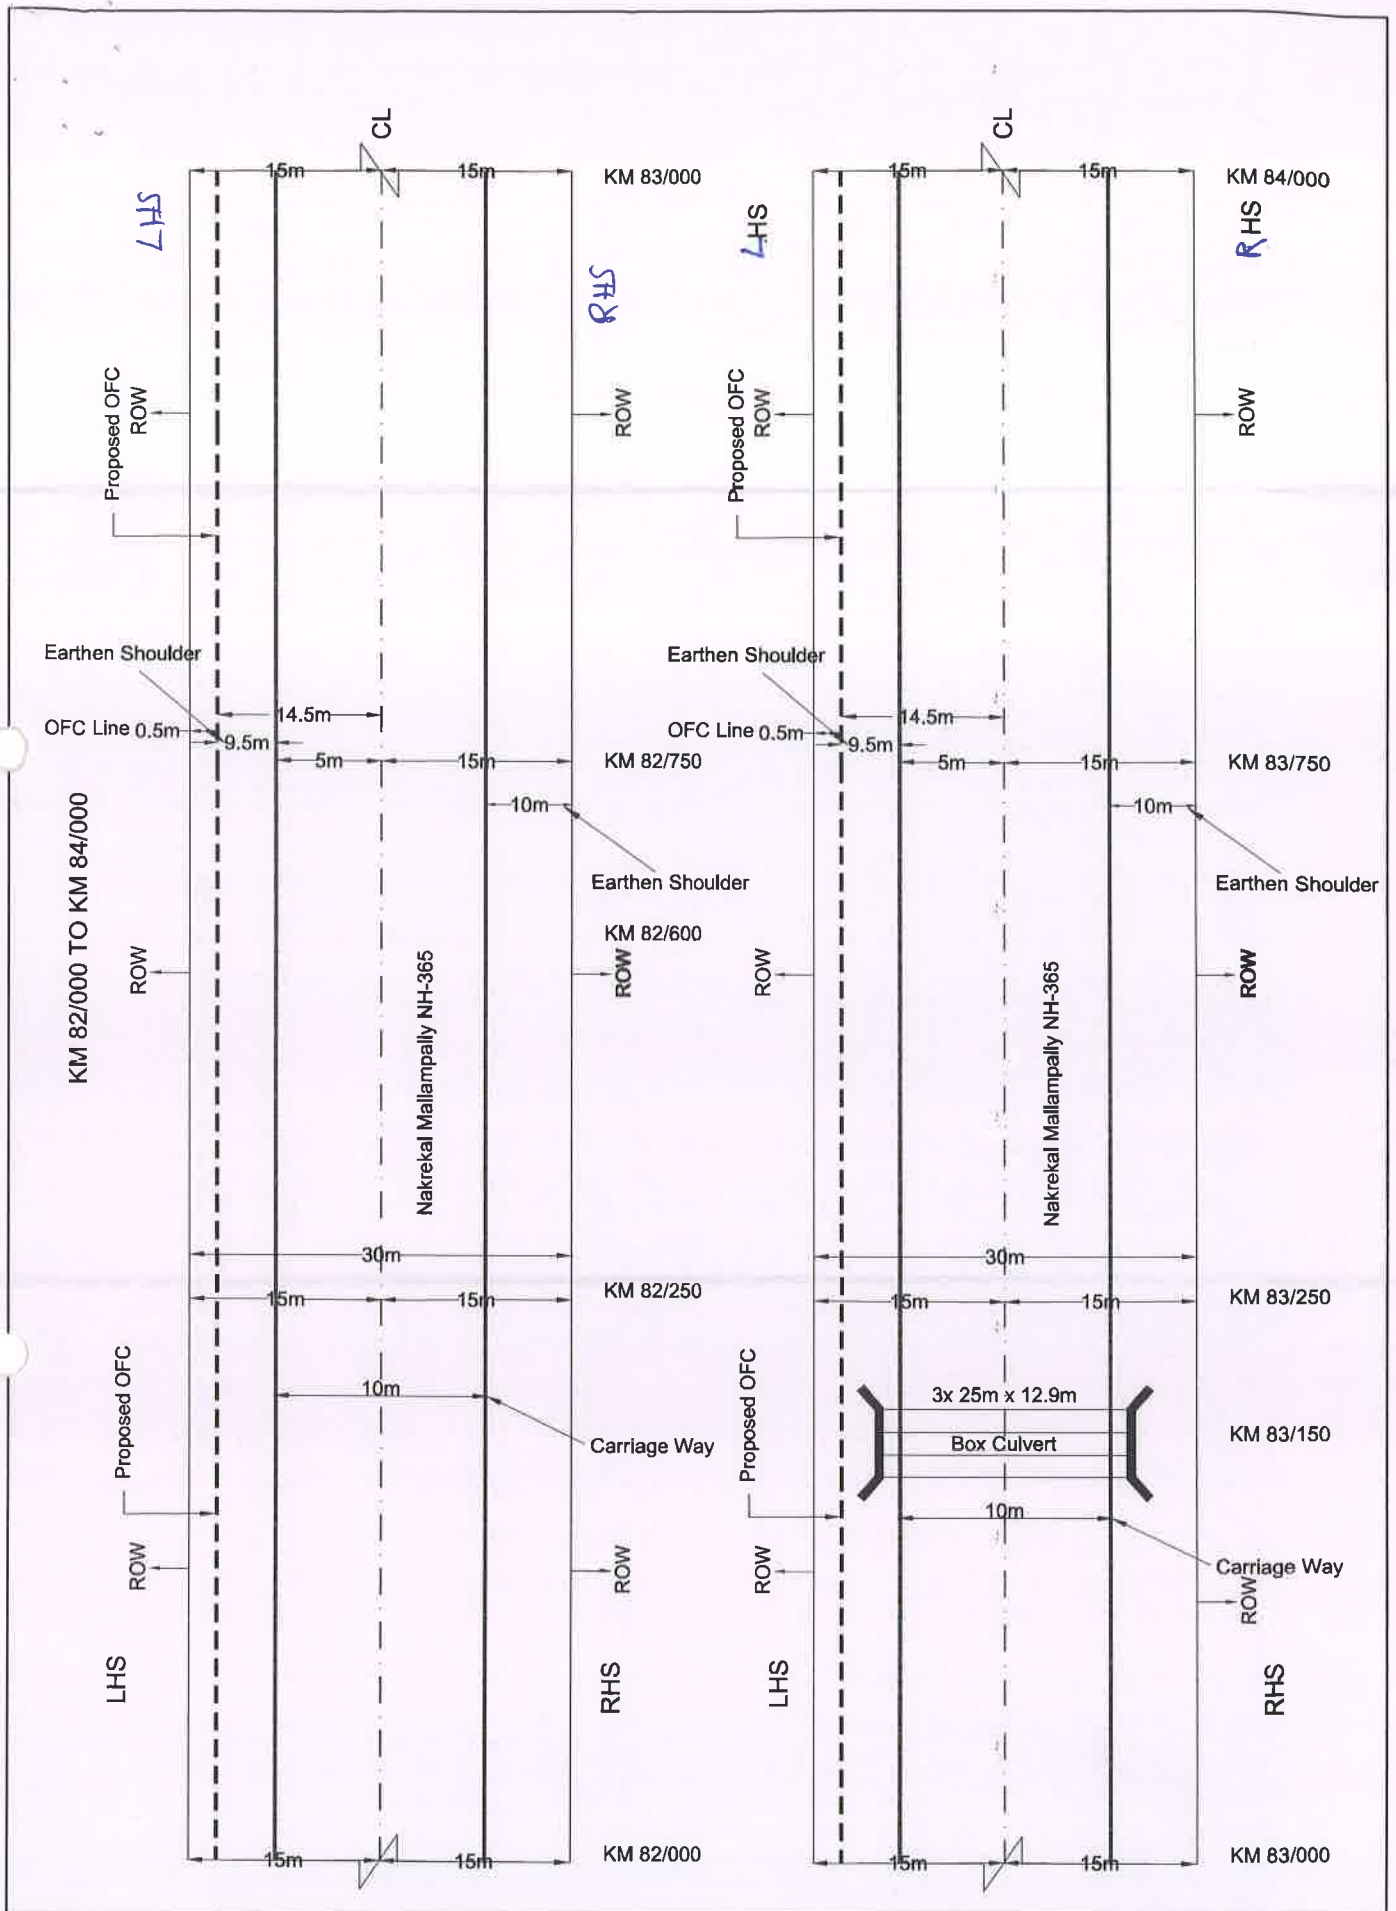 KM 82/000 TO KM 84/000
CL
15m
15m
KM 83/000
LHS
RHS
Proposed OFC
ROW
ROW
Earthen Shoulder
14.5m
OFC Line 0.5m
9.5m
5m
15m
KM 82/750
10m
Earthen Shoulder
KM 82/600
ROW
ROW
Nakrekal Mallampally NH-365
30m
KM 82/250
15m
15m
Proposed OFC
10m
Carriage Way
ROW
ROW
LHS
RHS
15m
15m
KM 82/000
CL
15m
15m
KM 84/000
LHS
RHS
Proposed OFC
ROW
ROW
Earthen Shoulder
14.5m
OFC Line 0.5m
9.5m
5m
15m
KM 83/750
10m
Earthen Shoulder
ROW
ROW
Nakrekal Mallampally NH-365
30m
KM 83/250
15m
15m
Proposed OFC
3x 25m x 12.9m
Box Culvert
KM 83/150
10m
Carriage Way
ROW
ROW
LHS
RHS
15m
15m
KM 83/000